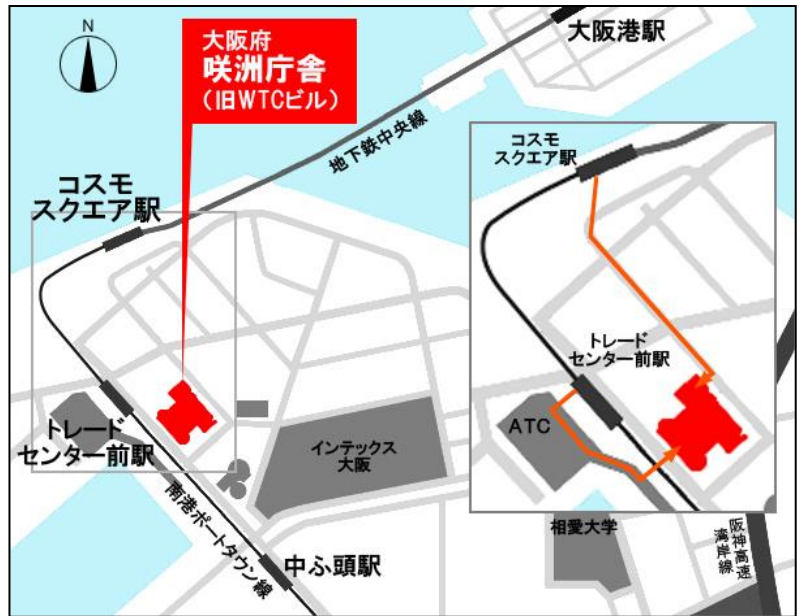 N
大阪府
咲洲庁舎
（旧WTCビル）
大阪港駅
地下鉄中央線
コスモ
スクエア駅
コスモ
スクエア駅
トレード
センター前駅
ATC
トレード
センター前駅
インテックス
大阪
南港ポートタウン線
中ふ頭駅
相愛大学
阪神高速
湾岸線